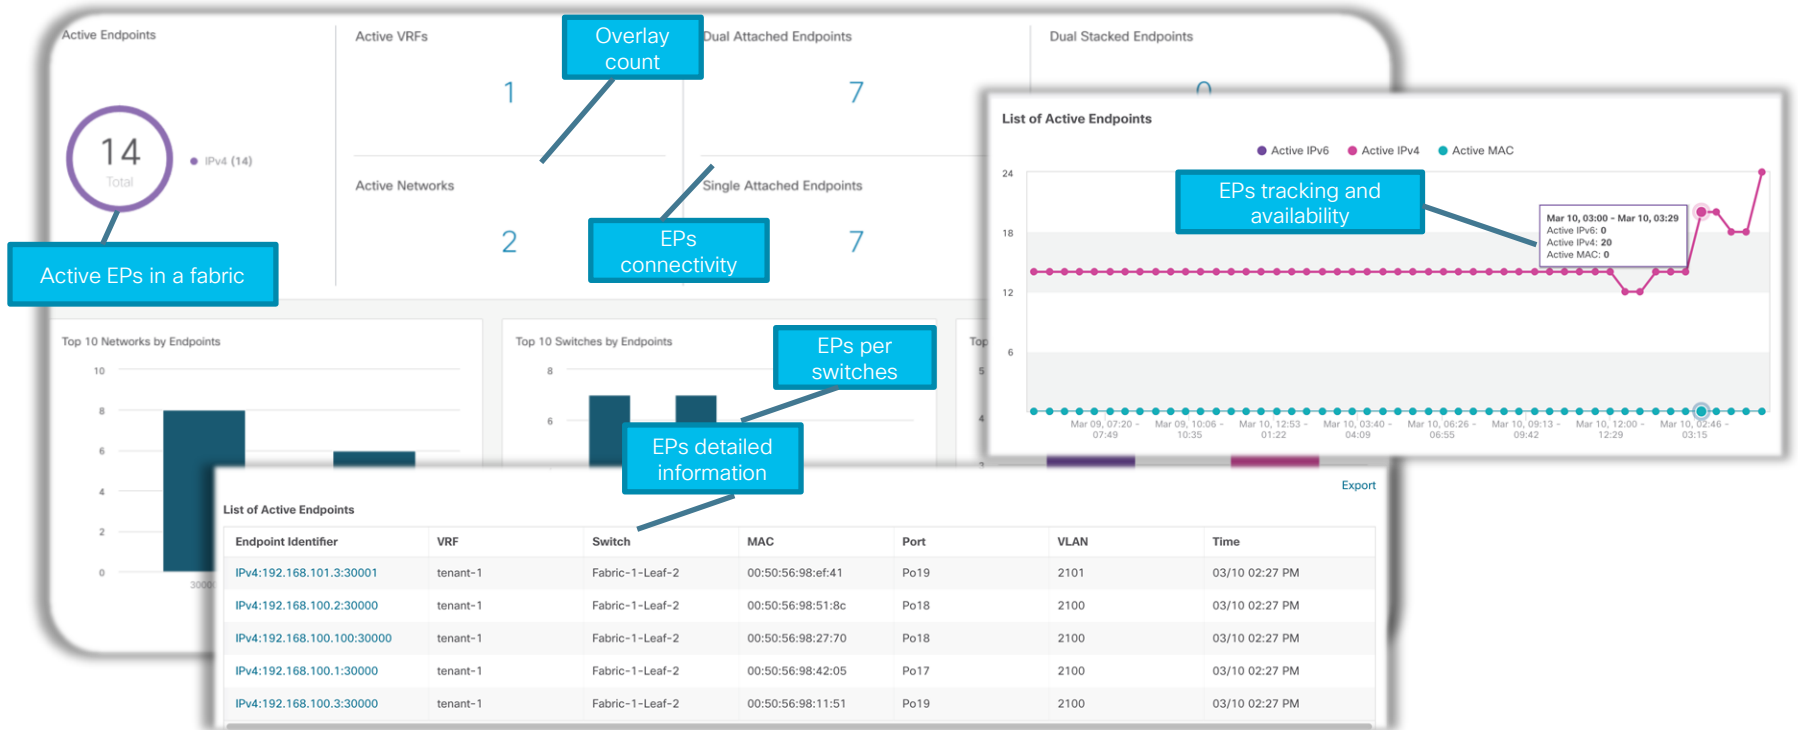 Active Endpoints
Active VRFs
Overlay
count
Dual Attached Endpoints
Dual Stacked Endpoints
1
7
0
14
Total
IPv4 (14)
Active Networks
Single Attached Endpoints
2
7
EPs
connectivity
Active EPs in a fabric
List of Active Endpoints
Active IPv6
Active IPv4
Active MAC
24
18
12
6
EPs tracking and
availability
Mar 10, 03:00 - Mar 10, 03:29
Active IPv6: 0
Active IPv4: 20
Active MAC: 0
Mar 09, 07:20 -
07:49
Mar 09, 10:06 -
10:35
Mar 10, 12:53 -
01:22
Mar 10, 03:40 -
04:09
Mar 10, 06:26 -
06:55
Mar 10, 09:13 -
09:42
Mar 10, 12:00 -
12:29
Mar 10, 02:46 -
03:15
Top 10 Networks by Endpoints
10
8
6
4
2
0
3000
Top 10 Switches by Endpoints
8
6
EPs per
switches
Top
5
4
EPs detailed
information
Export
List of Active Endpoints
Endpoint Identifier VRF Switch MAC Port VLAN Time
IPv4:192.168.101.3:30001 tenant-1 Fabric-1-Leaf-2 00:50:56:98:ef:41 Po19 2101 03/10 02:27 PM
IPv4:192.168.100.2:30000 tenant-1 Fabric-1-Leaf-2 00:50:56:98:51:8c Po18 2100 03/10 02:27 PM
IPv4:192.168.100.100:30000 tenant-1 Fabric-1-Leaf-2 00:50:56:98:27:70 Po18 2100 03/10 02:27 PM
IPv4:192.168.100.1:30000 tenant-1 Fabric-1-Leaf-2 00:50:56:98:42:05 Po17 2100 03/10 02:27 PM
IPv4:192.168.100.3:30000 tenant-1 Fabric-1-Leaf-2 00:50:56:98:11:51 Po19 2100 03/10 02:27 PM